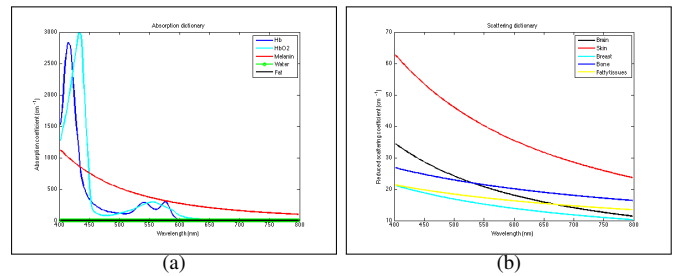 Absorption dictionary
3000
2500
2000
1500
1000
500
0
400
450
500
550
600
650
700
750
800
Absorption coefficient (cm⁻¹)
Wavelength (nm)
Hb
HbO2
Melanin
Water
Fat
(a)
Scattering dictionary
70
60
50
40
30
20
10
400
450
500
550
600
650
700
750
800
Reduced scattering coefficient (cm⁻¹)
Wavelength (nm)
Brain
Skin
Breast
Bone
Fatty tissues
(b)